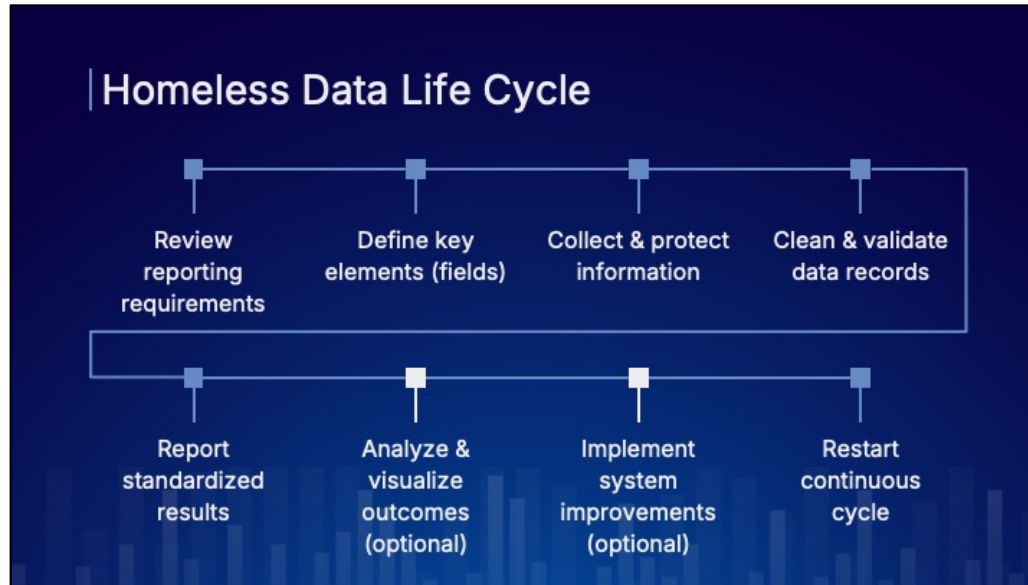 Homeless Data Life Cycle
Review
reporting
requirements
Define key
elements (fields)
Collect & protect
information
Clean & validate
data records
Report
standardized
results
Analyze &
visualize
outcomes
(optional)
Implement
system
improvements
(optional)
Restart
continuous
cycle